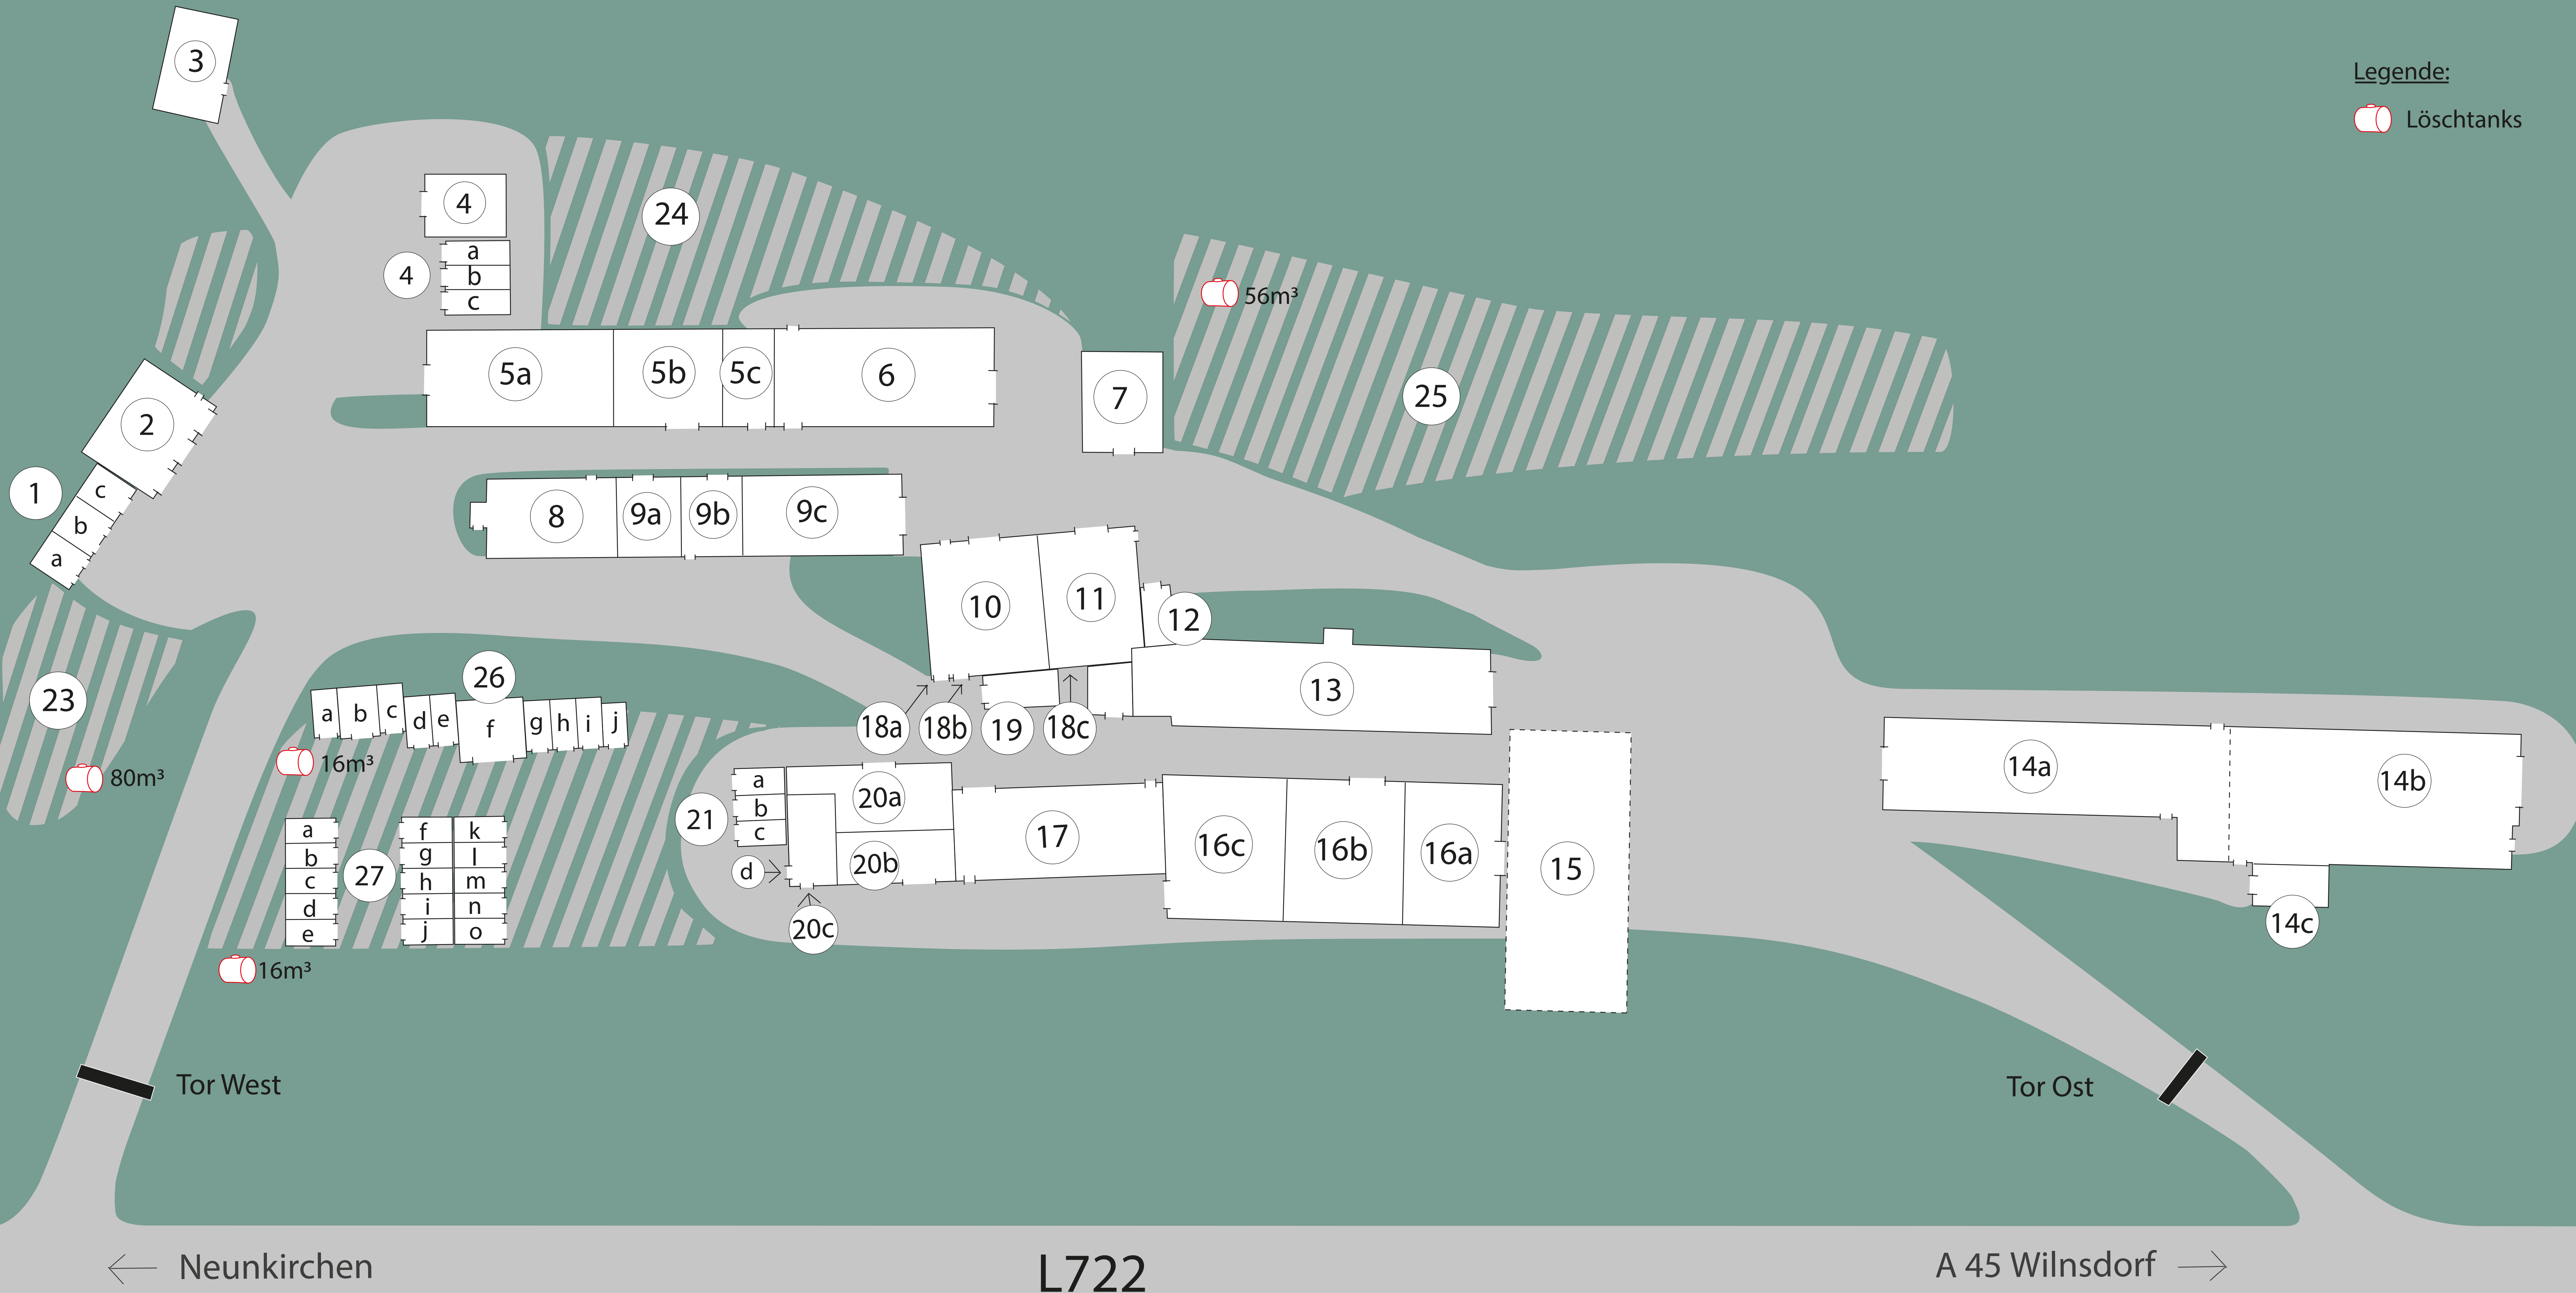 3
Legende:
Löschtanks
4
24
a
4
b
c
56m³
5a
5b
5c
6
7
25
2
1
c
b
a
8
9a
9b
9c
10
11
12
13
26
a
b
c
d
e
f
g
h
i
j
23
80m³
16m³
18a
18b
19
18c
14a
14b
14c
21
a
b
c
d
20a
20b
20c
17
16c
16b
16a
15
27
a
b
c
d
e
f
g
h
i
j
k
l
m
n
o
16m³
Tor West
Tor Ost
Neunkirchen
L722
A 45 Wilnsdorf